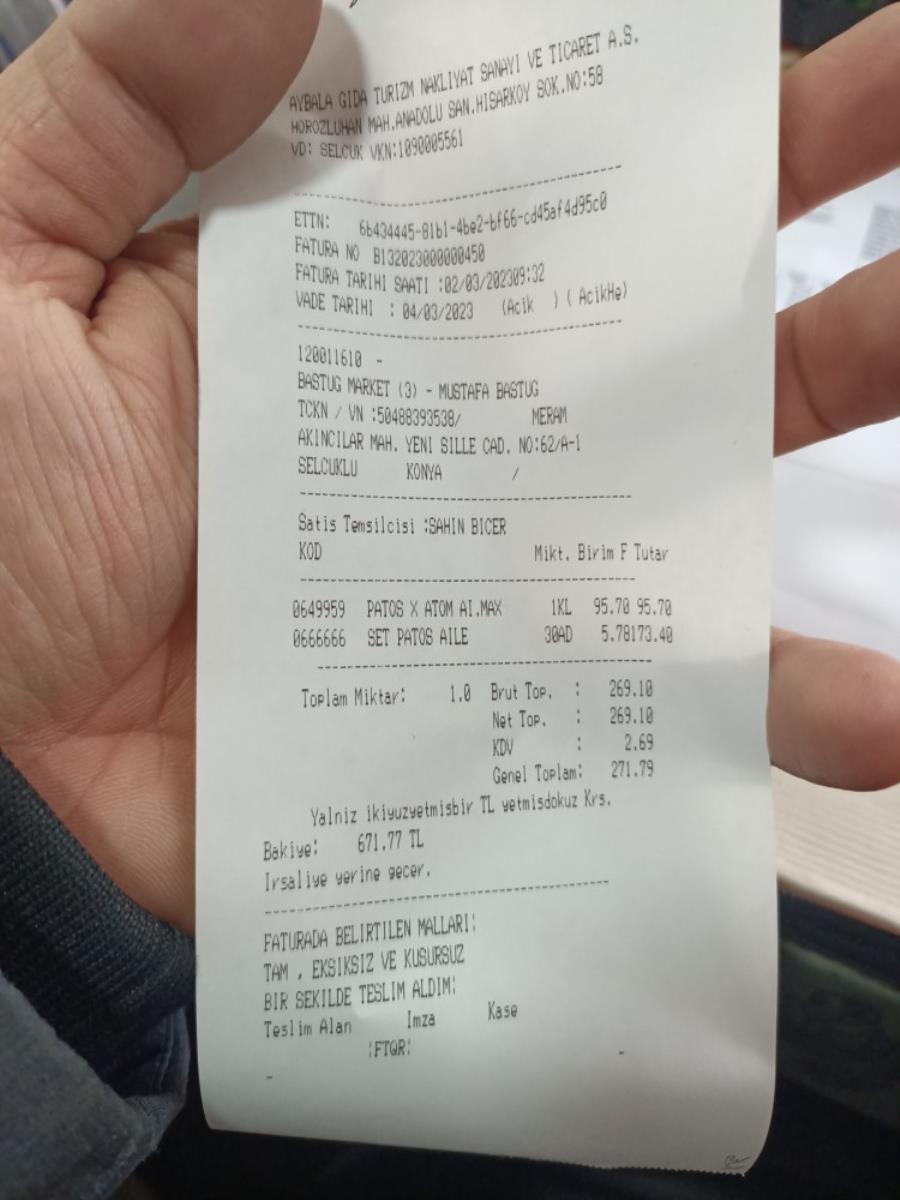 AYBALA GIDA TURIZM NAKLIYAT SANAYI VE TICARET A.S.
HOROZLUHAN MAH.ANADOLU SAN.HISARKOY SOK.NO:58
VD: SELCUK VKN:1090005561
ETTN: 6b434445-81b1-4be2-bf66-cd45af4d95c0
FATURA NO B132023000000450
FATURA TARIHI SAATI :02/03/202309:32
VADE TARIHI : 04/03/2023 (Acik ) ( AcikHe)
120011610 -
BASTUG MARKET (3) - MUSTAFA BASTUG
TCKN / VN :50488393538/ MERAM
AKINCILAR MAH. YENI SILLE CAD. NO:62/A-1
SELCUKLU KONYA /
Satis Temsilcisi :SAHIN BICER
KOD Mikt. Birim F Tutar
0649959 PATOS X ATOM AI.MAX 1KL 95.70 95.70
0666666 SET PATOS AILE 30AD 5.78173.40
Toplam Miktar: 1.0 Brut Top. : 269.10
Net Top. : 269.10
KDV : 2.69
Genel Toplam: 271.79
Yalniz ikiyuzyetmisbir TL yetmisdokuz Krs.
Bakiye: 671.77 TL
Irsaliye yerine gecer.
FATURADA BELIRTILEN MALLARI;
TAM , EKSIKSIZ VE KUSURSUZ
BIR SEKILDE TESLIM ALDIM;
Teslim Alan Imza Kase
¦FTQR¦